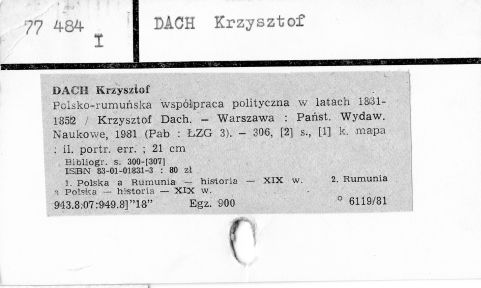 77 484
I
DACH Krzysztof
DACH Krzysztof
Polsko-rumuńska współpraca polityczna w latach 1831-
1852 / Krzysztof Dach. – Warszawa : Państ. Wydaw.
Naukowe, 1981 (Pab : ŁZG 3). – 306, [2] s., [1] k. mapa
: il. portr. err. ; 21 cm
Bibliogr. s. 300-[307]
ISBN 83-01-01831-3 : 80 zł
1. Polska a Rumunia — historia — XIX w. 2. Rumunia
3. Polska — historia — XIX w.
943.8:07:949.8]"18" Egz. 900 ° 6119/81